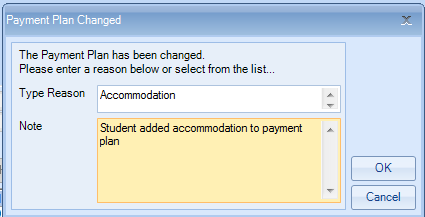 Payment Plan Changed
The Payment Plan has been changed.
Please enter a reason below or select from the list...
Type Reason
Accommodation
Note
Student added accommodation to payment
plan
OK
Cancel